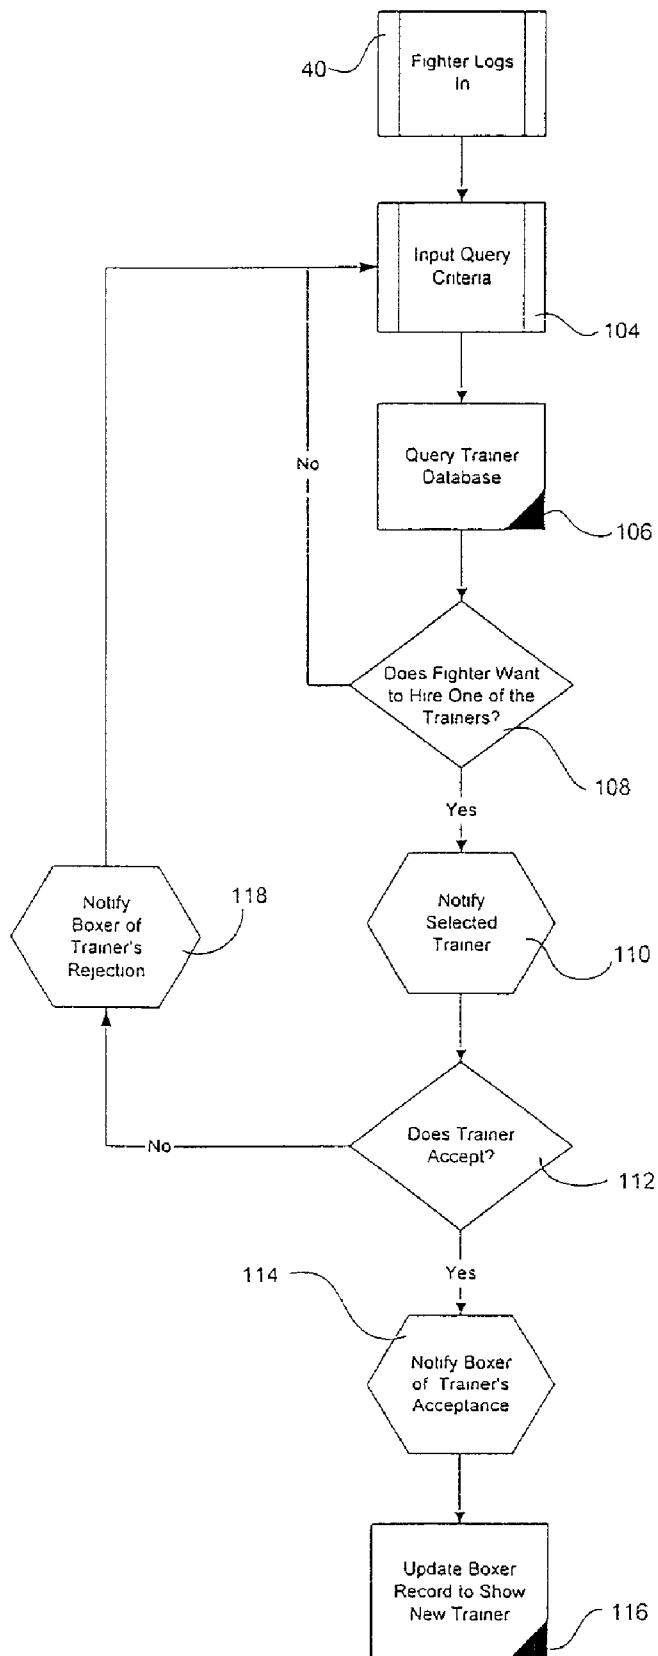 40
Fighter Logs
In
Input Query
Criteria
104
No
Query Trainer
Database
106
Does Fighter Want
to Hire One of the
Trainers?
108
Yes
Notify
Boxer of
Trainer's
Rejection
118
Notify
Selected
Trainer
110
Does Trainer
Accept?
No
112
Yes
114
Notify Boxer
of Trainer's
Acceptance
Update Boxer
Record to Show
New Trainer
116